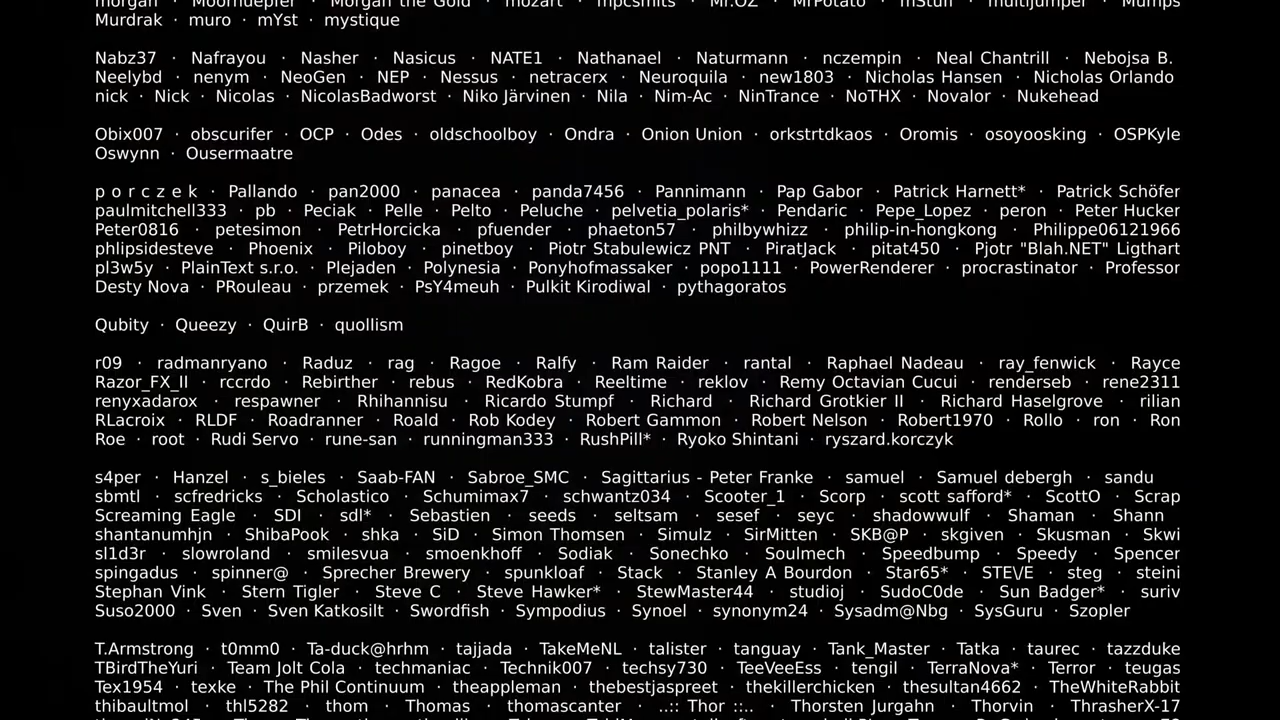 morgan · Moorhuepfer · Morgan the Gold · mozart · mpcsmits · Mr.OZ · MrPotato · mStuff · multijumper · Mumps
Murdrak · muro · mYst · mystique
Nabz37 · Nafrayou · Nasher · Nasicus · NATE1 · Nathanael · Naturmann · nczempin · Neal Chantrill · Nebojsa B.
Neelybd · nenym · NeoGen · NEP · Nessus · netracerx · Neuroquila · new1803 · Nicholas Hansen · Nicholas Orlando
nick · Nick · Nicolas · NicolasBadworst · Niko Järvinen · Nila · Nim-Ac · NinTrance · NoTHX · Novalor · Nukehead
Obix007 · obscurifer · OCP · Odes · oldschoolboy · Ondra · Onion Union · orkstrtdkaos · Oromis · osoyoosking · OSPKyle
Oswynn · Ousermaatre
p o r c z e k · Pallando · pan2000 · panacea · panda7456 · Pannimann · Pap Gabor · Patrick Harnett* · Patrick Schöfer
paulmitchell333 · pb · Peciak · Pelle · Pelto · Peluche · pelvetia_polaris* · Pendaric · Pepe_Lopez · peron · Peter Hucker
Peter0816 · petesimon · PetrHorcicka · pfuender · phaeton57 · philbywhizz · philip-in-hongkong · Philippe06121966
phlipsidesteve · Phoenix · Piloboy · pinetboy · Piotr Stabulewicz PNT · PiratJack · pitat450 · Pjotr "Blah.NET" Ligthart
pl3w5y · PlainText s.r.o. · Plejaden · Polynesia · Ponyhofmassaker · popo1111 · PowerRenderer · procrastinator · Professor
Desty Nova · PRouleau · przemek · PsY4meuh · Pulkit Kirodiwal · pythagoratos
Qubity · Queezy · QuirB · quollism
r09 · radmanryano · Raduz · rag · Ragoe · Ralfy · Ram Raider · rantal · Raphael Nadeau · ray_fenwick · Rayce
Razor_FX_II · rccrdo · Rebirther · rebus · RedKobra · Reeltime · reklov · Remy Octavian Cucui · renderseb · rene2311
renyxadarox · respawner · Rhihannisu · Ricardo Stumpf · Richard · Richard Grotkier II · Richard Haselgrove · rilian
RLacroix · RLDF · Roadranner · Roald · Rob Kodey · Robert Gammon · Robert Nelson · Robert1970 · Rollo · ron · Ron
Roe · root · Rudi Servo · rune-san · runningman333 · RushPill* · Ryoko Shintani · ryszard.korczyk
s4per · Hanzel · s_bieles · Saab-FAN · Sabroe_SMC · Sagittarius - Peter Franke · samuel · Samuel debergh · sandu
sbmtl · scfredricks · Scholastico · Schumimax7 · schwantz034 · Scooter_1 · Scorp · scott safford* · ScottO · Scrap
Screaming Eagle · SDI · sdl* · Sebastien · seeds · seltsam · sesef · seyc · shadowwulf · Shaman · Shann
shantanumhjn · ShibaPook · shka · SiD · Simon Thomsen · Simulz · SirMitten · SKB@P · skgiven · Skusman · Skwi
sl1d3r · slowroland · smilesvua · smoenkhoff · Sodiak · Sonechko · Soulmech · Speedbump · Speedy · Spencer
spingadus · spinner@ · Sprecher Brewery · spunkloaf · Stack · Stanley A Bourdon · Star65* · STE\/E · steg · steini
Stephan Vink · Stern Tigler · Steve C · Steve Hawker* · StewMaster44 · studioj · SudoC0de · Sun Badger* · suriv
Suso2000 · Sven · Sven Katkosilt · Swordfish · Sympodius · Synoel · synonym24 · Sysadm@Nbg · SysGuru · Szopler
T.Armstrong · t0mm0 · Ta-duck@hrhm · tajjada · TakeMeNL · talister · tanguay · Tank_Master · Tatka · taurec · tazzduke
TBirdTheYuri · Team Jolt Cola · techmaniac · Technik007 · techsy730 · TeeVeeEss · tengil · TerraNova* · Terror · teugas
Tex1954 · texke · The Phil Continuum · theappleman · thebestjaspreet · thekillerchicken · thesultan4662 · TheWhiteRabbit
thibaultmol · thl5282 · thom · Thomas · thomascanter · ..:: Thor ::.. · Thorsten Jurgahn · Thorvin · ThrasherX-17